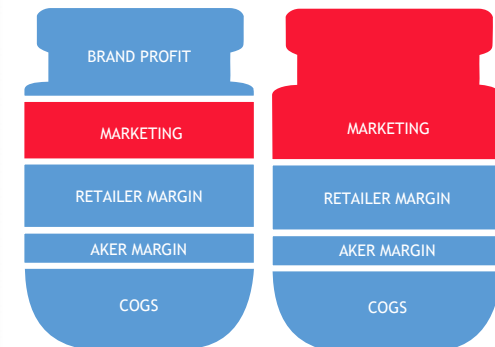 BRAND PROFIT
MARKETING
RETAILER MARGIN
AKER MARGIN
COGS
MARKETING
RETAILER MARGIN
AKER MARGIN
COGS